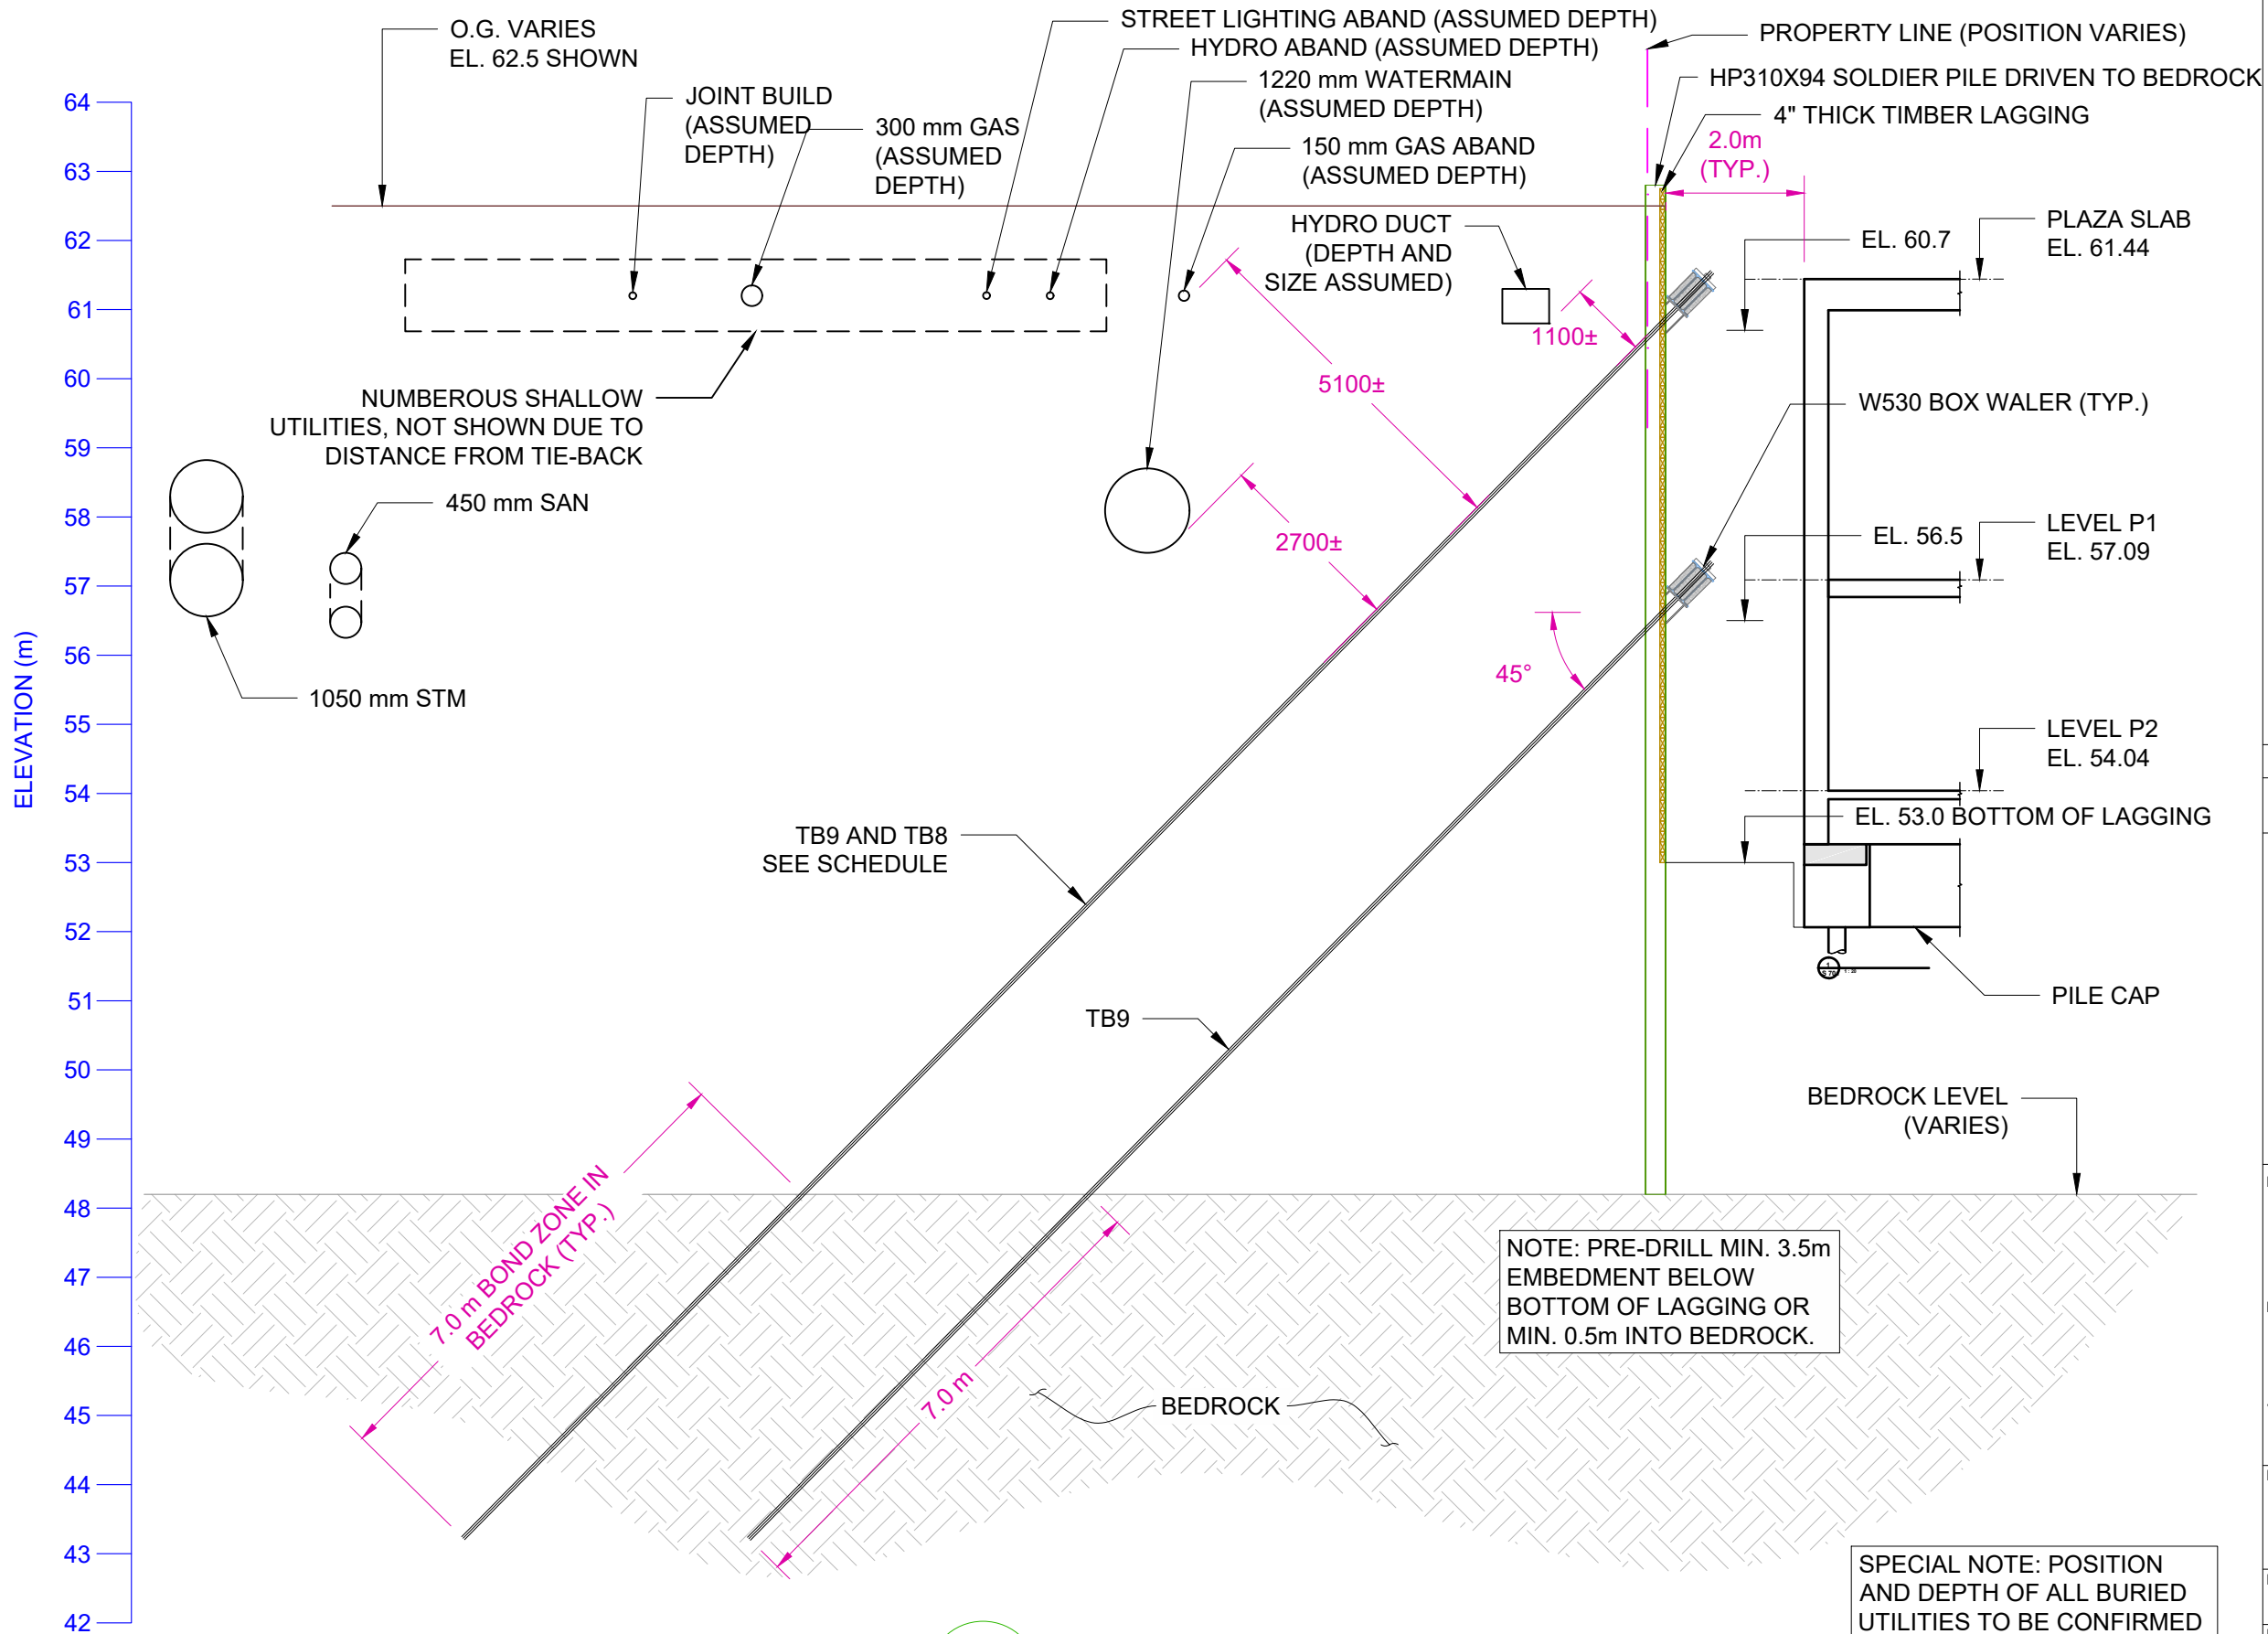 O.G. VARIES
EL. 62.5 SHOWN
STREET LIGHTING ABAND (ASSUMED DEPTH)
HYDRO ABAND (ASSUMED DEPTH)
PROPERTY LINE (POSITION VARIES)
1220 mm WATERMAIN
(ASSUMED DEPTH)
HP310X94 SOLDIER PILE DRIVEN TO BEDROCK
JOINT BUILD
(ASSUMED
DEPTH)
300 mm GAS
(ASSUMED
DEPTH)
4" THICK TIMBER LAGGING
150 mm GAS ABAND
(ASSUMED DEPTH)
2.0m
(TYP.)
HYDRO DUCT
(DEPTH AND
SIZE ASSUMED)
EL. 60.7
PLAZA SLAB
EL. 61.44
1100±
5100±
NUMBEROUS SHALLOW
UTILITIES, NOT SHOWN DUE TO
DISTANCE FROM TIE-BACK
W530 BOX WALER (TYP.)
450 mm SAN
2700±
EL. 56.5
LEVEL P1
EL. 57.09
1050 mm STM
45°
LEVEL P2
EL. 54.04
TB9 AND TB8
SEE SCHEDULE
EL. 53.0 BOTTOM OF LAGGING
PILE CAP
TB9
BEDROCK LEVEL
(VARIES)
7.0 m BOND ZONE IN
BEDROCK (TYP.)
NOTE: PRE-DRILL MIN. 3.5m
EMBEDMENT BELOW
BOTTOM OF LAGGING OR
MIN. 0.5m INTO BEDROCK.
7.0 m
BEDROCK
SPECIAL NOTE: POSITION
AND DEPTH OF ALL BURIED
UTILITIES TO BE CONFIRMED
ELEVATION (m)
64
63
62
61
60
59
58
57
56
55
54
53
52
51
50
49
48
47
46
45
44
43
42